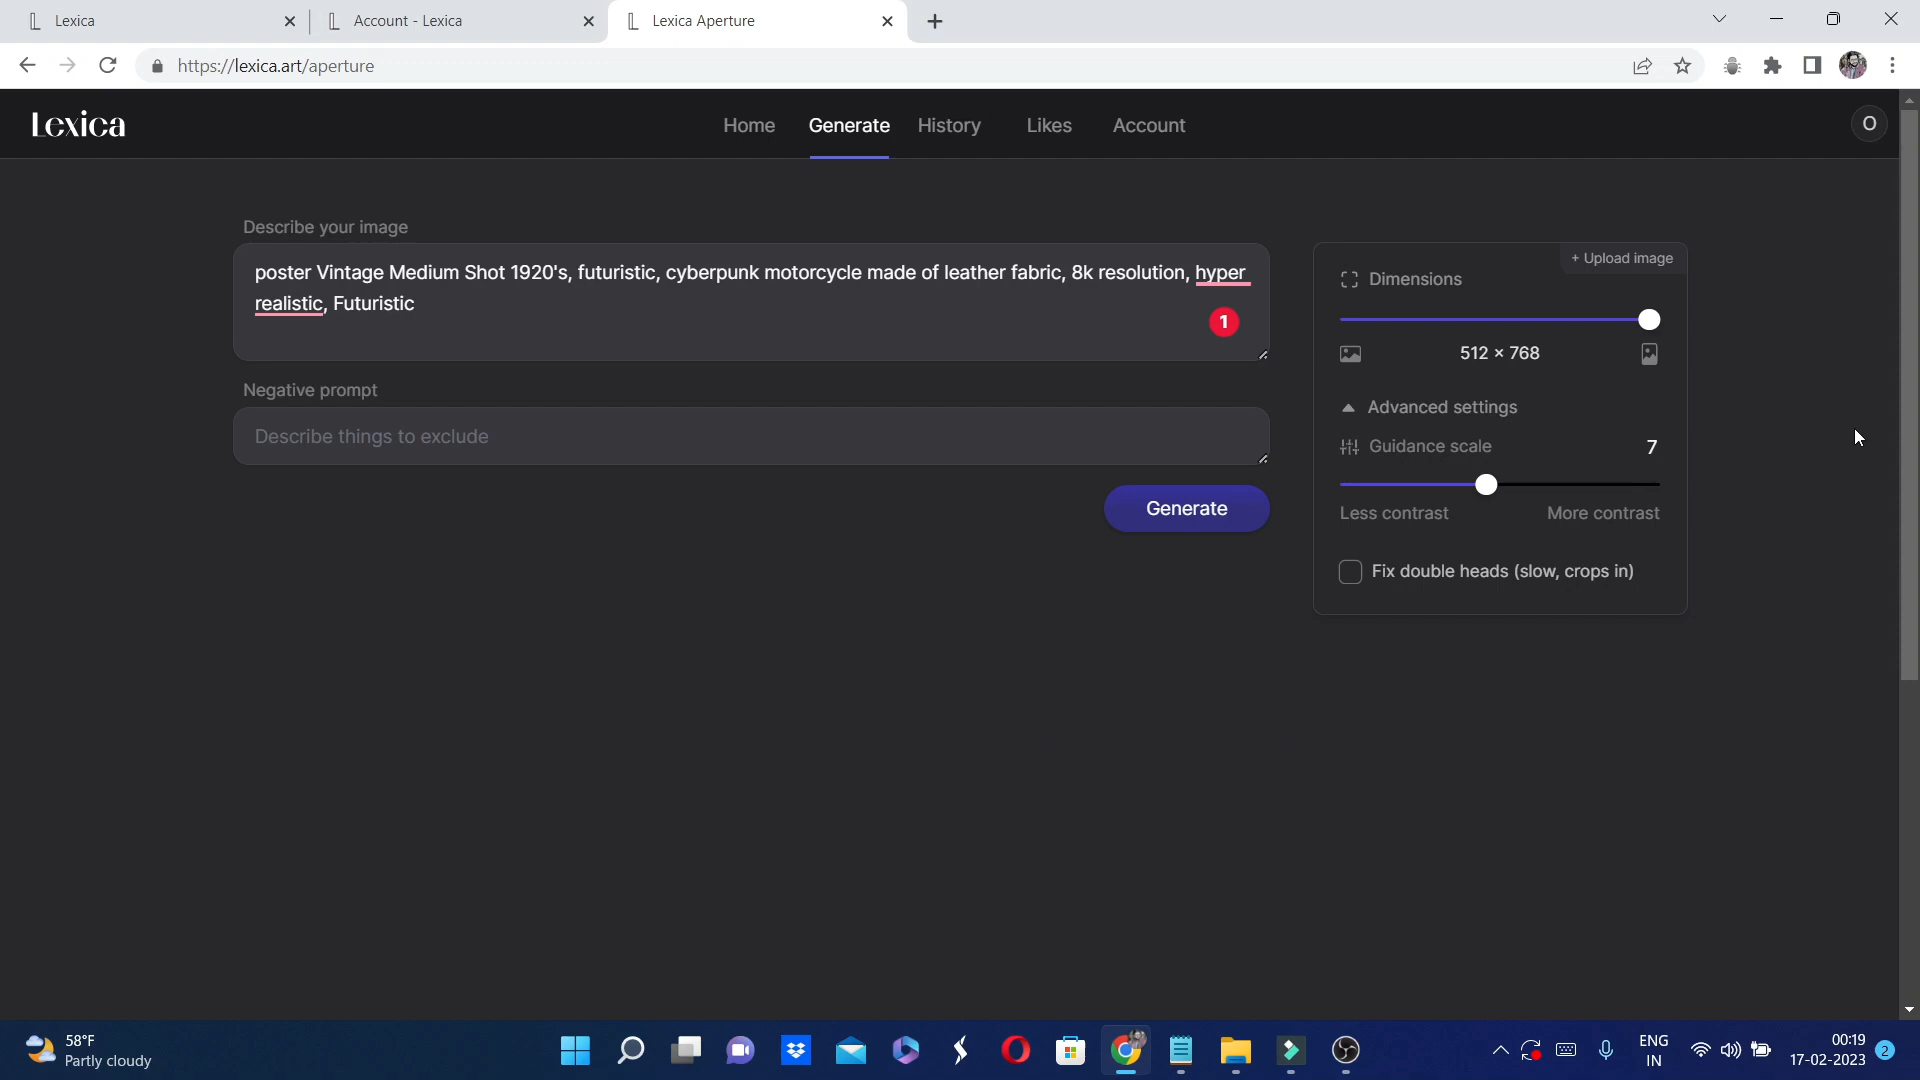 Lexica
Account - Lexica
Lexica Aperture
https://lexica.art/aperture
Lexica
Home
Generate
History
Likes
Account
O
Describe your image
poster Vintage Medium Shot 1920's, futuristic, cyberpunk motorcycle made of leather fabric, 8k resolution, hyper
realistic, Futuristic
1
Negative prompt
Describe things to exclude
Generate
+ Upload image
Dimensions
512 × 768
Advanced settings
Guidance scale
7
Less contrast
More contrast
Fix double heads (slow, crops in)
58°F
Partly cloudy
ENG
IN
00:19
17-02-2023
2